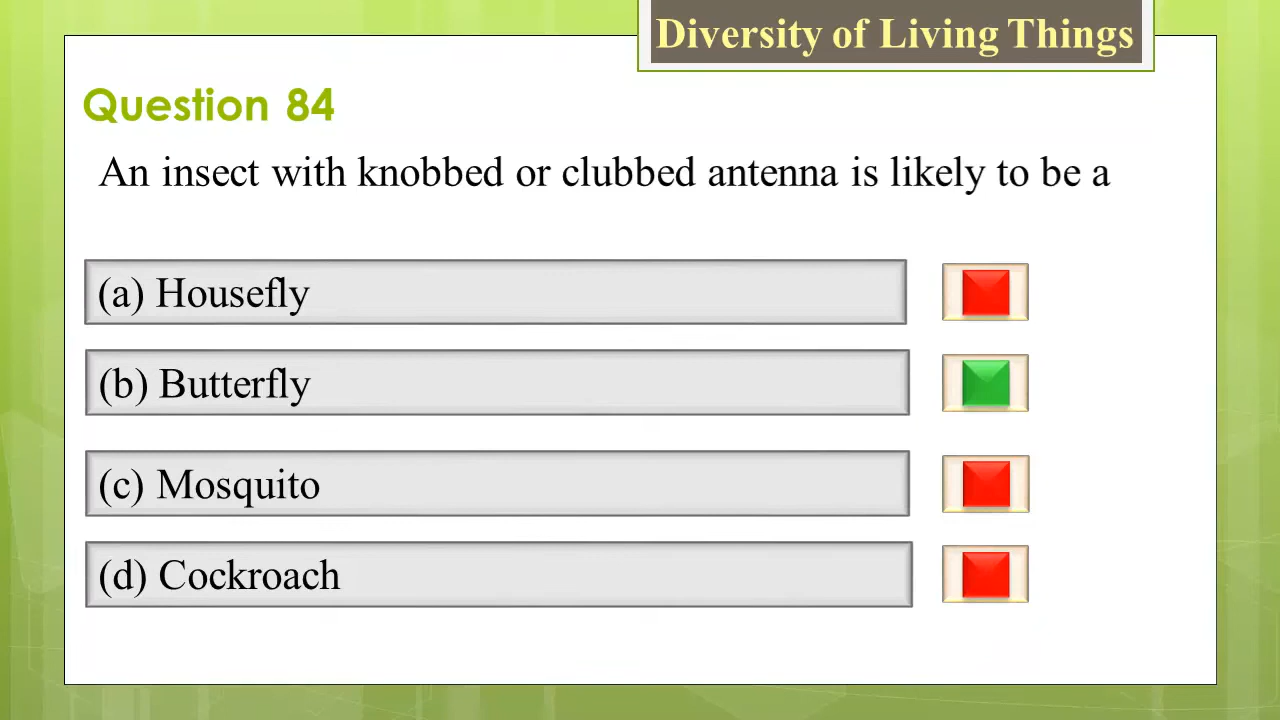 Diversity of Living Things
Question 84
An insect with knobbed or clubbed antenna is likely to be a
(a) Housefly
(b) Butterfly
(c) Mosquito
(d) Cockroach